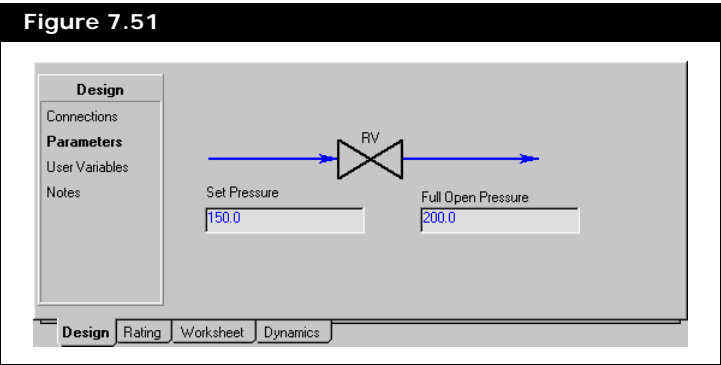 Figure 7.51
Design
Connections
Parameters
User Variables
Notes
RV
Set Pressure
150.0
Full Open Pressure
200.0
Design Rating Worksheet Dynamics